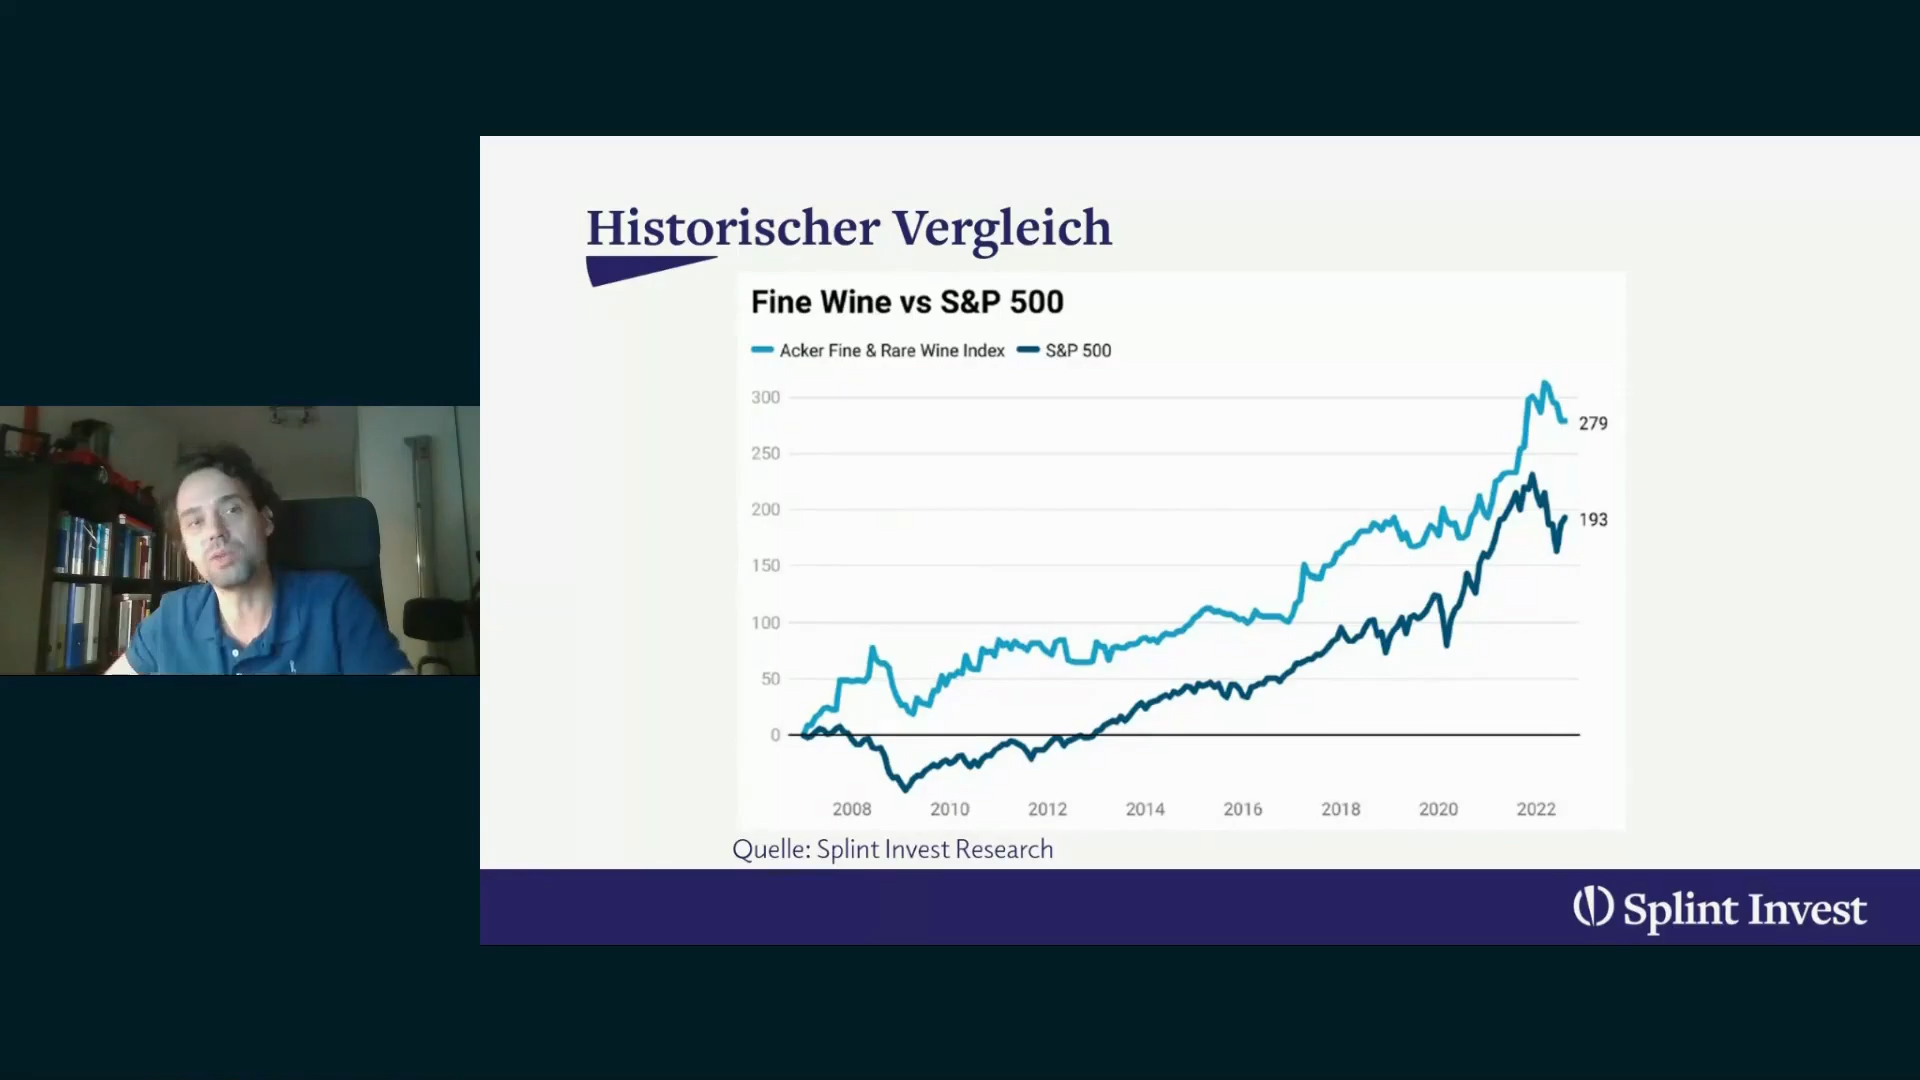 Historischer Vergleich
Fine Wine vs S&P 500
Acker Fine & Rare Wine Index S&P 500
300
279
250
200
193
150
100
50
0
2008 2010 2012 2014 2016 2018 2020 2022
Quelle: Splint Invest Research
Splint Invest